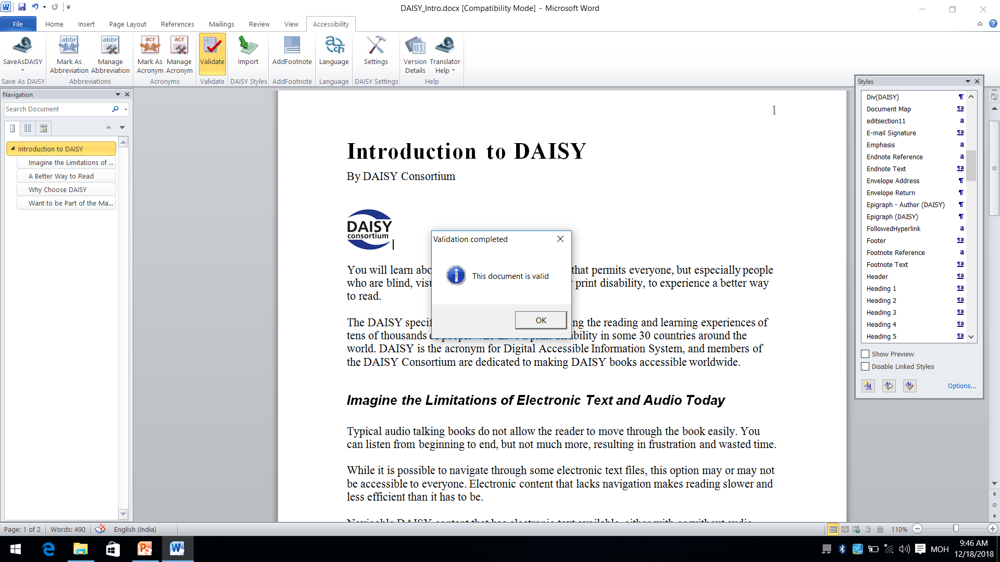 DAISY_Intro.docx [Compatibility Mode] - Microsoft Word
File Home Insert Page Layout References Mailings Review View Accessibility
SaveAsDAISY
Mark As Abbreviation
Manage Abbreviation
Mark As Acronym
Manage Acronym
Validate
Import
AddFootnote
Language
Settings
Version Details
Translator Help
Save As DAISY Abbreviations Acronyms Validate DAISY Styles AddFootnote Language DAISY Settings Help
Navigation
Search Document
Introduction to DAISY
Imagine the Limitations of ...
A Better Way to Read
Why Choose DAISY
Want to be Part of the Ma...
1
Introduction to DAISY
By DAISY Consortium
DAISY
consortium
You will learn abo
that permits everyone, but especially people
who are blind, visu
print disability, to experience a better way
to read.
The DAISY specif
ng the reading and learning experiences of
tens of thousands of people who have a print disability in some 30 countries around the
world. DAISY is the acronym for Digital Accessible Information System, and members of
the DAISY Consortium are dedicated to making DAISY books accessible worldwide.
Imagine the Limitations of Electronic Text and Audio Today
Typical audio talking books do not allow the reader to move through the book easily. You
can listen from beginning to end, but not much more, resulting in frustration and wasted time.
While it is possible to navigate through some electronic text files, this option may or may not
be accessible to everyone. Electronic content that lacks navigation makes reading slower and
less efficient than it has to be.
Validation completed
This document is valid
OK
Styles
Div(DAISY)
Document Map
editsection11
E-mail Signature
Emphasis
Endnote Reference
Endnote Text
Envelope Address
Envelope Return
Epigraph - Author (DAISY)
Epigraph (DAISY)
FollowedHyperlink
Footer
Footnote Reference
Footnote Text
Header
Heading 1
Heading 2
Heading 3
Heading 4
Heading 5
Show Preview
Disable Linked Styles
Options...
Page: 1 of 2 Words: 490 English (India) 110%
MOH
9:46 AM
12/18/2018